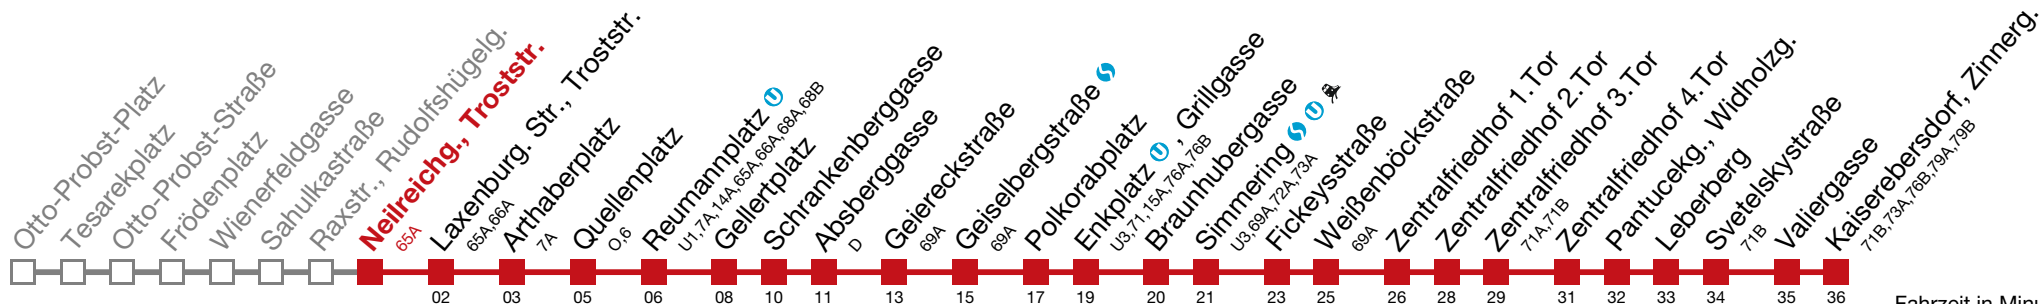 Otto-Probst-Platz
Tesarekplatz
Otto-Probst-Straße
Frödenplatz
Wienerfeldgasse
Sahulkastraße
Raxstr., Rudolfshügelg.
Neilreichg., Troststr.
65A
Laxenburg. Str., Troststr.
65A,66A
Arthaberplatz
7A
Quellenplatz
O,6
Reumannplatz U
U1,7A,14A,65A,66A,68A,68B
Gellertplatz
Schrankenberggasse
Absberggasse
D
Geiereckstraße
69A
Geiselbergstraße S
69A
Polkorabplatz
Enkplatz U, Grillgasse
U3,71,15A,76A,76B
Braunhubergasse
Simmering S U
U3,69A,72A,73A
Fickeysstraße
Weißenböckstraße
69A
Zentralfriedhof 1.Tor
Zentralfriedhof 2.Tor
Zentralfriedhof 3.Tor
71A,71B
Zentralfriedhof 4.Tor
Pantucekg., Widholzg.
Leberberg
Svetelskystraße
71B
Valiergasse
Kaiserebersdorf, Zinnerg.
71B,73A,76B,79A,79B
02 03 05 06 08 10 11 13 15 17 19 20 21 23 25 26 28 29 31 32 33 34 35 36
Fahrzeit in